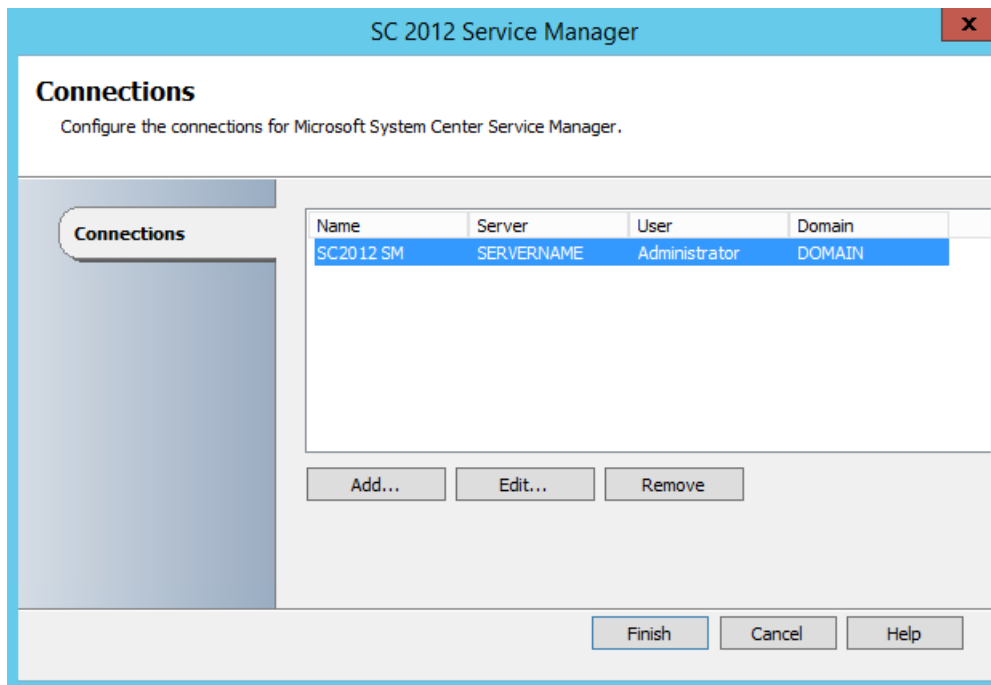 SC 2012 Service Manager
x
Connections
Configure the connections for Microsoft System Center Service Manager.
Connections
Name Server User Domain
SC2012 SM SERVERNAME Administrator DOMAIN
Add... Edit... Remove
Finish Cancel Help